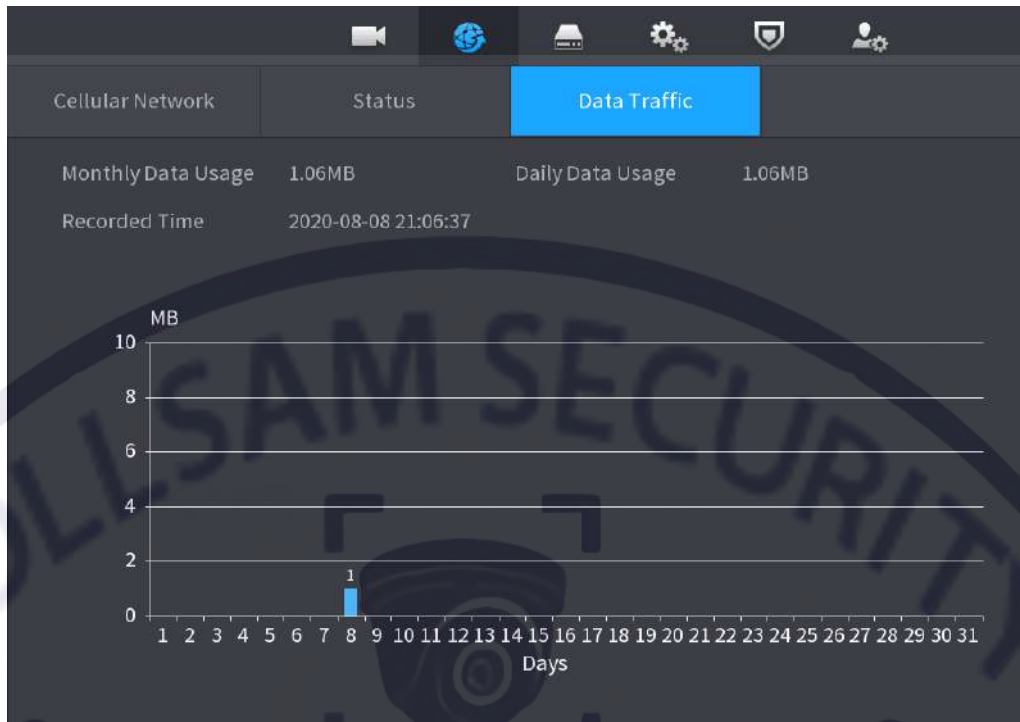 Cellular Network Status Data Traffic
Monthly Data Usage 1.06MB Daily Data Usage 1.06MB
Recorded Time 2020-08-08 21:06:37
MB
10
8
6
4
2
1
0
1 2 3 4 5 6 7 8 9 10 11 12 13 14 15 16 17 18 19 20 21 22 23 24 25 26 27 28 29 30 31
Days
LLSAM SECURITY